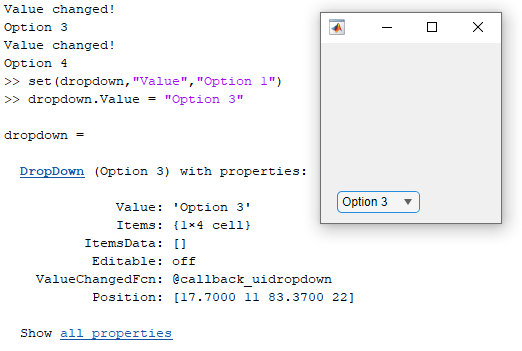 Value changed!
Option 3
Value changed!
Option 4
>> set(dropdown,"Value","Option 1")
>> dropdown.Value = "Option 3"
dropdown =
DropDown (Option 3) with properties:
Value: 'Option 3'
Items: {1×4 cell}
ItemsData: []
Editable: off
ValueChangedFcn: @callback_uidropdown
Position: [17.7000 11 83.3700 22]
Show all properties
Option 3